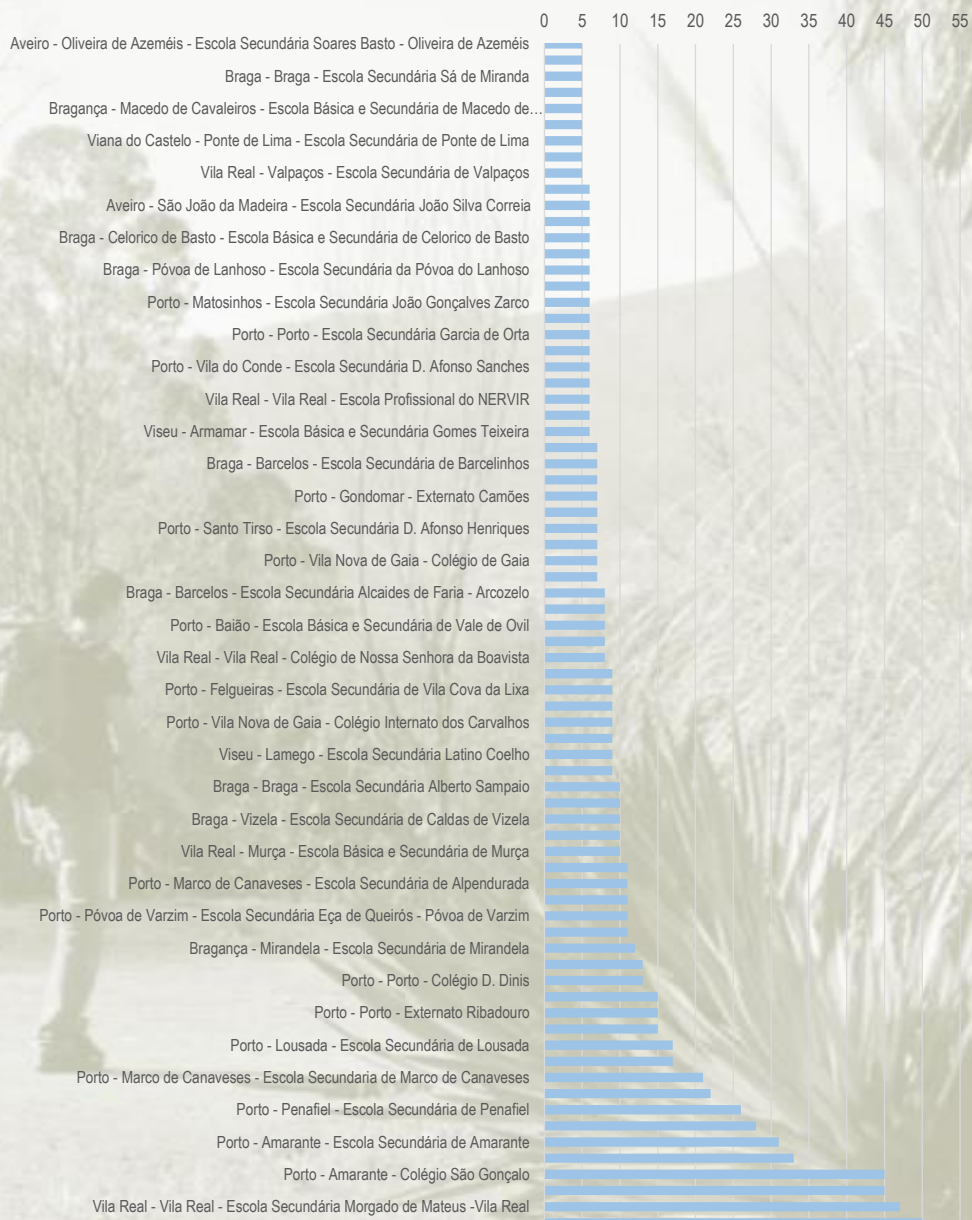 0 5 10 15 20 25 30 35 40 45 50 55
Aveiro - Oliveira de Azeméis - Escola Secundária Soares Basto - Oliveira de Azeméis
Braga - Braga - Escola Secundária Sá de Miranda
Bragança - Macedo de Cavaleiros - Escola Básica e Secundária de Macedo de…
Viana do Castelo - Ponte de Lima - Escola Secundária de Ponte de Lima
Vila Real - Valpaços - Escola Secundária de Valpaços
Aveiro - São João da Madeira - Escola Secundária João Silva Correia
Braga - Celorico de Basto - Escola Básica e Secundária de Celorico de Basto
Braga - Póvoa de Lanhoso - Escola Secundária da Póvoa do Lanhoso
Porto - Matosinhos - Escola Secundária João Gonçalves Zarco
Porto - Porto - Escola Secundária Garcia de Orta
Porto - Vila do Conde - Escola Secundária D. Afonso Sanches
Vila Real - Vila Real - Escola Profissional do NERVIR
Viseu - Armamar - Escola Básica e Secundária Gomes Teixeira
Braga - Barcelos - Escola Secundária de Barcelinhos
Porto - Gondomar - Externato Camões
Porto - Santo Tirso - Escola Secundária D. Afonso Henriques
Porto - Vila Nova de Gaia - Colégio de Gaia
Braga - Barcelos - Escola Secundária Alcaides de Faria - Arcozelo
Porto - Baião - Escola Básica e Secundária de Vale de Ovil
Vila Real - Vila Real - Colégio de Nossa Senhora da Boavista
Porto - Felgueiras - Escola Secundária de Vila Cova da Lixa
Porto - Vila Nova de Gaia - Colégio Internato dos Carvalhos
Viseu - Lamego - Escola Secundária Latino Coelho
Braga - Braga - Escola Secundária Alberto Sampaio
Braga - Vizela - Escola Secundária de Caldas de Vizela
Vila Real - Murça - Escola Básica e Secundária de Murça
Porto - Marco de Canaveses - Escola Secundária de Alpendurada
Porto - Póvoa de Varzim - Escola Secundária Eça de Queirós - Póvoa de Varzim
Bragança - Mirandela - Escola Secundária de Mirandela
Porto - Porto - Colégio D. Dinis
Porto - Porto - Externato Ribadouro
Porto - Lousada - Escola Secundária de Lousada
Porto - Marco de Canaveses - Escola Secundaria de Marco de Canaveses
Porto - Penafiel - Escola Secundária de Penafiel
Porto - Amarante - Escola Secundária de Amarante
Porto - Amarante - Colégio São Gonçalo
Vila Real - Vila Real - Escola Secundária Morgado de Mateus -Vila Real